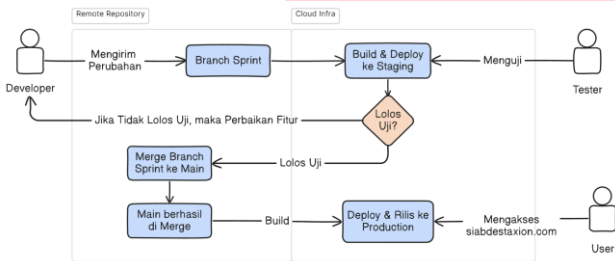 Remote Repository
Cloud Infra
Mengirim
Perubahan
Branch Sprint
Build & Deploy
ke Staging
Menguji
Developer
Tester
Jika Tidak Lolos Uji, maka Perbaikan Fitur
Lolos
Uji?
Merge Branch
Sprint ke Main
Lolos Uji
Main berhasil
di Merge
Build
Deploy & Rilis ke
Production
Mengakses
siabdestaxion.com
User